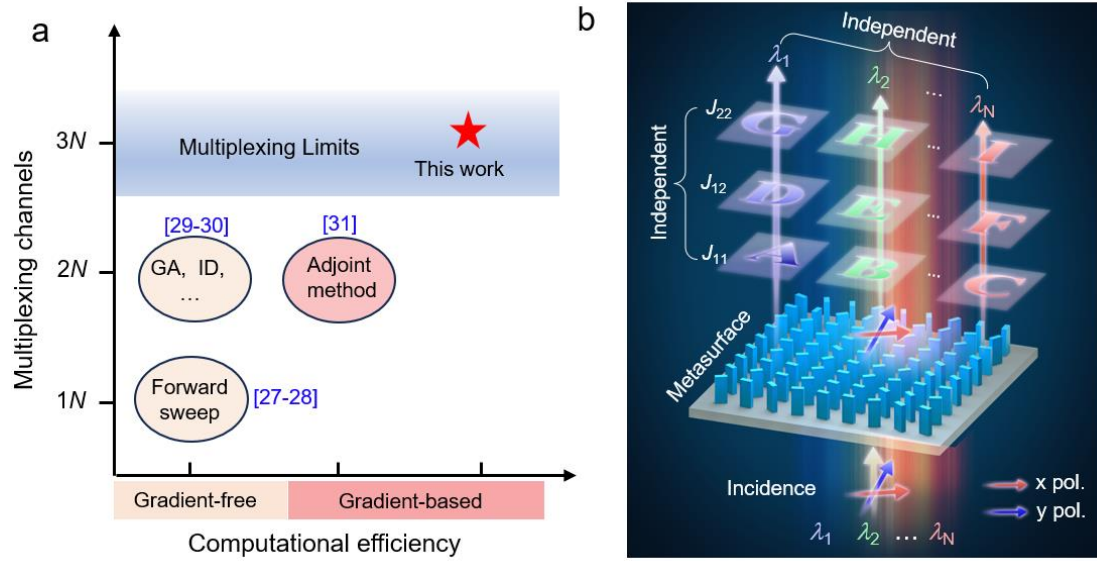 a
Multiplexing channels
3N
2N
1N
Multiplexing Limits
This work
[29-30]
GA, ID,
...
[31]
Adjoint
method
Forward
sweep
[27-28]
Gradient-free
Gradient-based
Computational efficiency
b
Independent
λ1
λ2
...
λN
Independent
J22
J12
J11
G
H
...
I
D
E
...
F
A
B
...
C
Metasurface
Incidence
x pol.
y pol.
λ1 λ2 ... λN